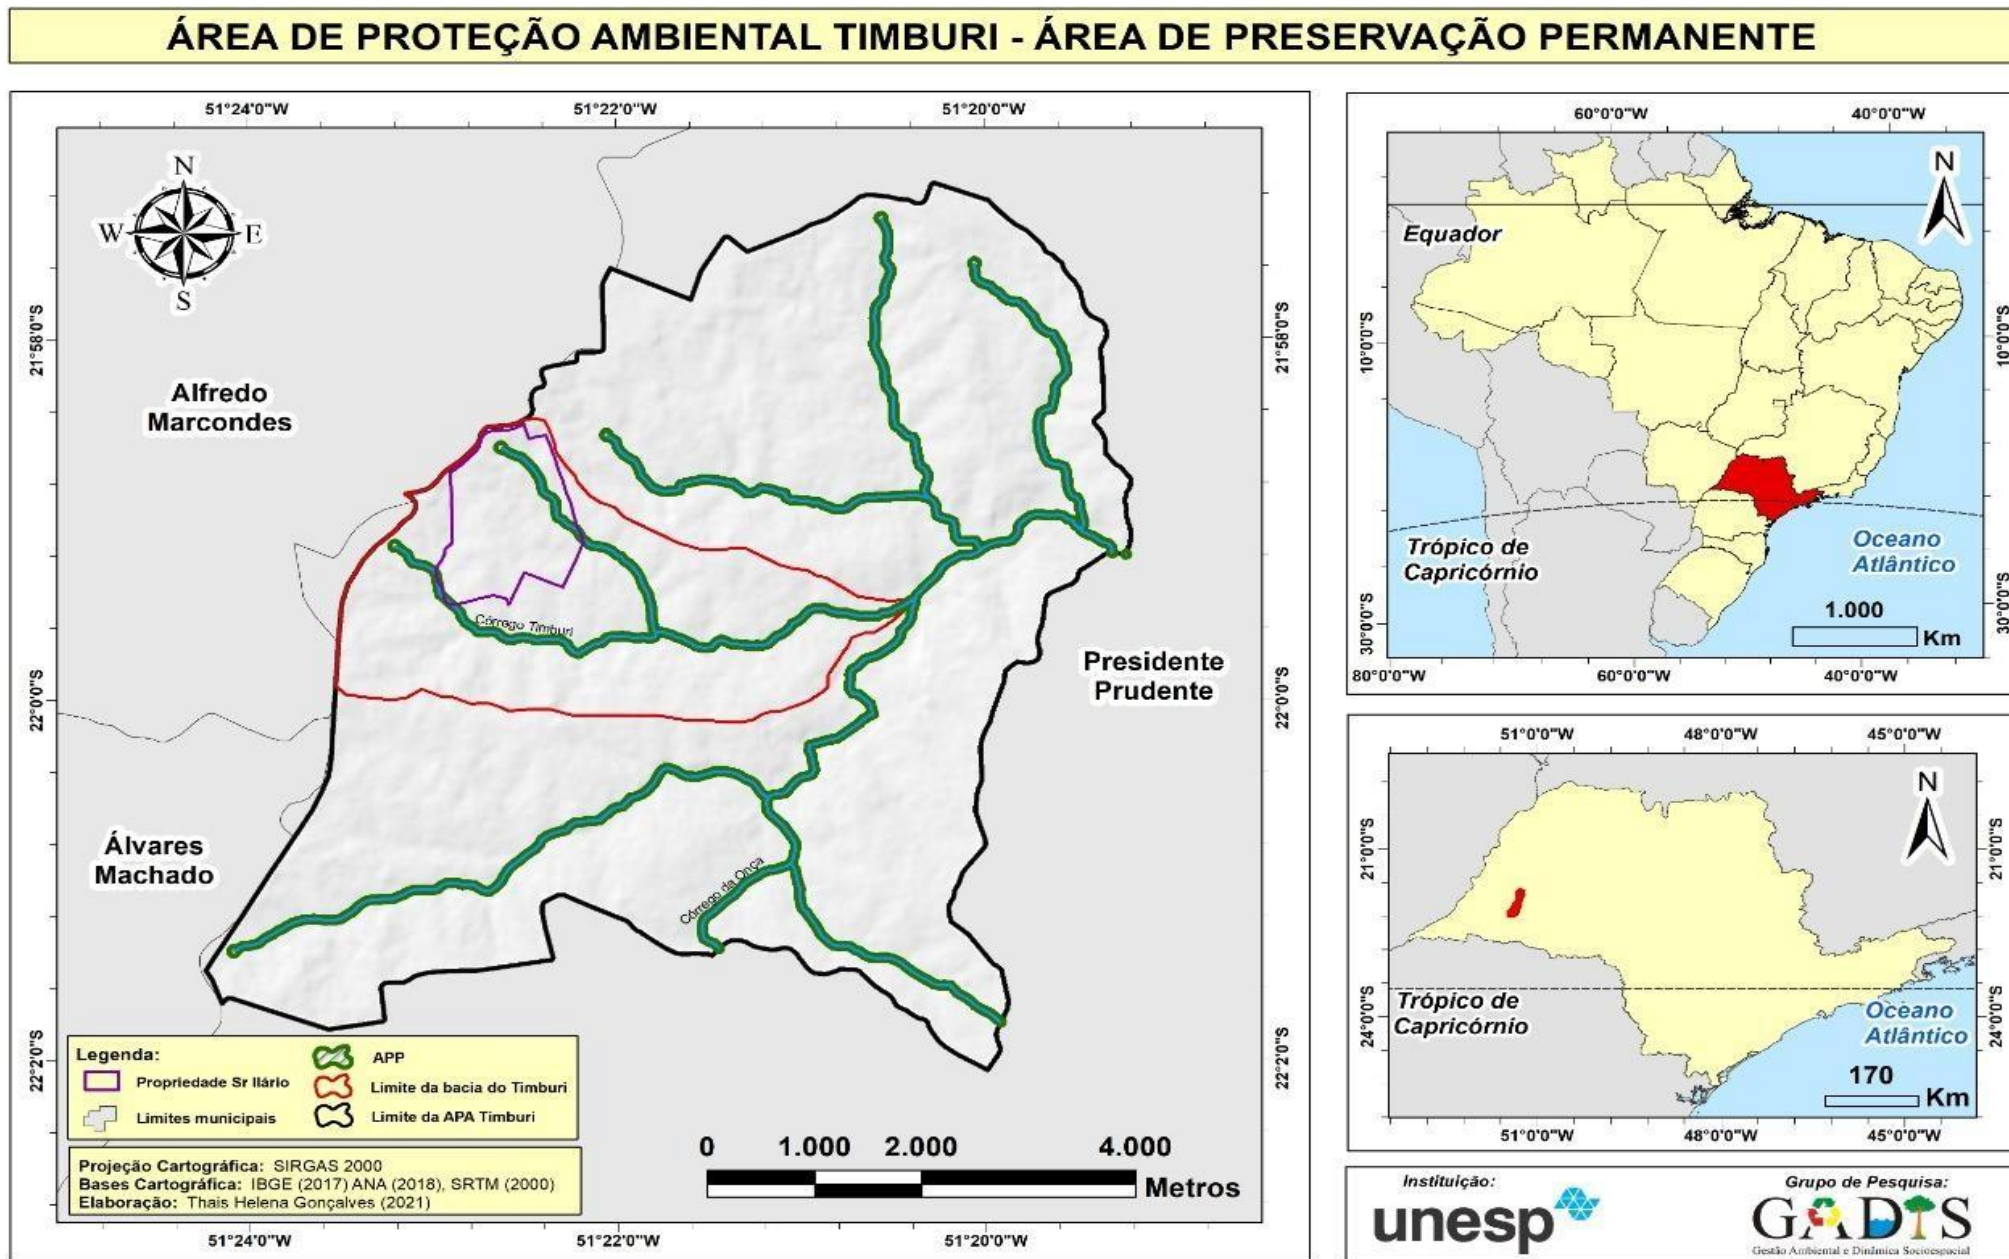 ÁREA DE PROTEÇÃO AMBIENTAL TIMBURI - ÁREA DE PRESERVAÇÃO PERMANENTE
51°24'0"W
51°22'0"W
51°20'0"W
N
W
E
S
21°58'0"S
21°58'0"S
Alfredo
Marcondes
Córrego Timburi
Presidente
Prudente
22°0'0"S
22°0'0"S
Álvares
Machado
Córrego da Onça
22°2'0"S
22°2'0"S
Legenda:
Propriedade Sr Ilário
Limites municipais
APP
Limite da bacia do Timburi
Limite da APA Timburi
Projeção Cartográfica: SIRGAS 2000
Bases Cartográfica: IBGE (2017) ANA (2018), SRTM (2000)
Elaboração: Thais Helena Gonçalves (2021)
0 1.000 2.000 4.000
Metros
51°24'0"W
51°22'0"W
51°20'0"W
60°0'0"W
40°0'0"W
N
Equador
10°0'0"S
10°0'0"S
Trópico de
Capricórnio
Oceano
Atlântico
1.000
Km
30°0'0"S
30°0'0"S
80°0'0"W
60°0'0"W
40°0'0"W
51°0'0"W
48°0'0"W
45°0'0"W
N
21°0'0"S
21°0'0"S
Trópico de
Capricórnio
Oceano
Atlântico
24°0'0"S
24°0'0"S
170
Km
51°0'0"W
48°0'0"W
45°0'0"W
Instituição:
unesp
Grupo de Pesquisa:
GADIS
Gestão Ambiental e Dinâmica Socioespacial